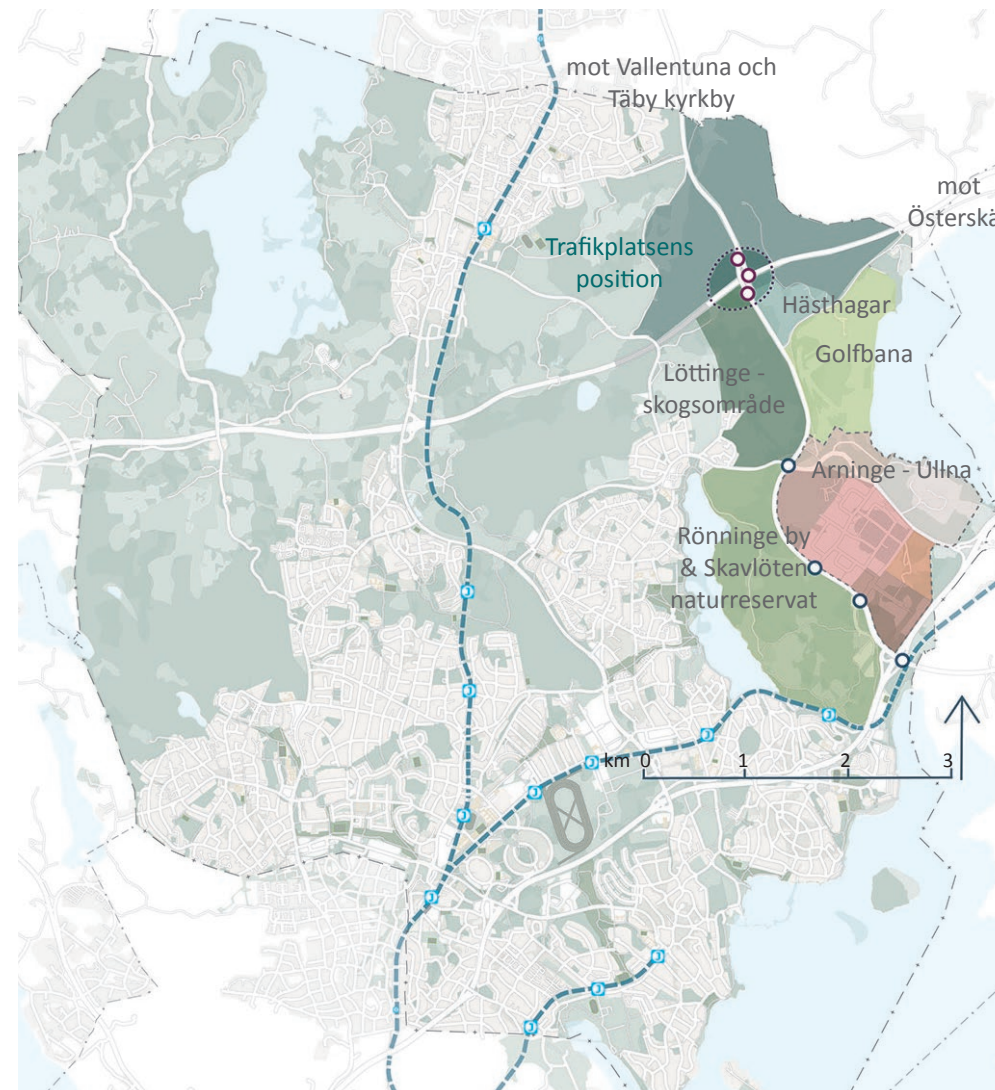 mot Vallentuna och
Täby kyrkby
mot
Österskä
Trafikplatsens
position
Hästhagar
Golfbana
Löttinge -
skogsområde
Arninge - Ullna
Rönninge by
& Skavlöten
naturreservat
km 0 1 2 3